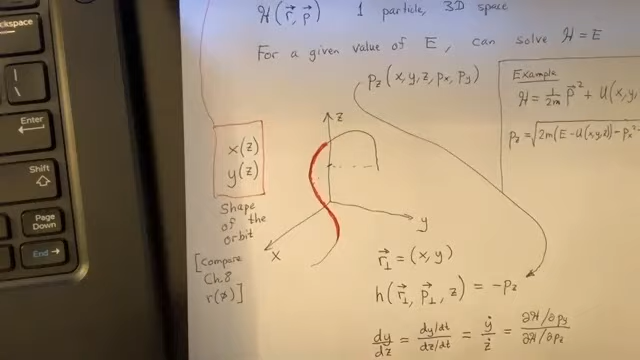 ckspace
Enter
Shift
Page Down
End
ℋ(r⃗, p⃗) 1 particle, 3D space
For a given value of E, can solve ℋ = E
p_z(x,y,z,p_x,p_y)
Example
ℋ = 1/2m p⃗² + U(x,y,
p_z = √2m(E-U(x,y,z))-p_x²
x(z)
y(z)
Shape of the orbit
[Compare Ch.8 r(ϕ)]
z
y
x
r⃗⊥ = (x,y)
h(r⃗⊥, p⃗⊥, z) = -p_z
dy/dz = dy/dt / dz/dt = ẏ/ż = ∂ℋ/∂p_y / ∂ℋ/∂p_z